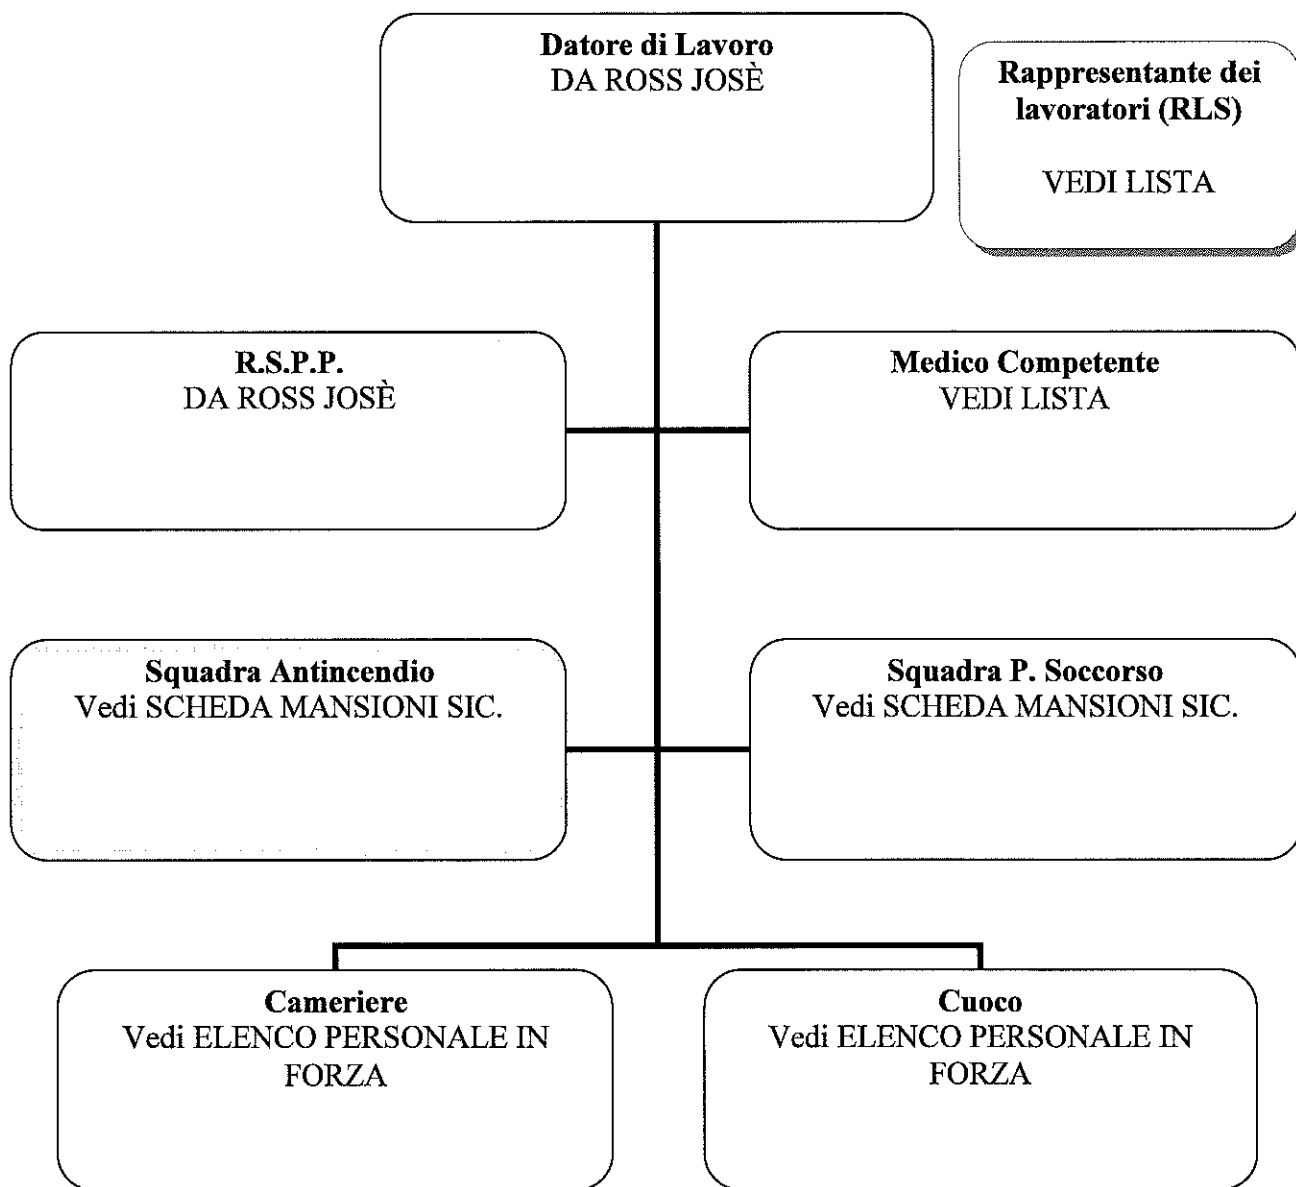 Datore di Lavoro
DA ROSS JOSÈ
Rappresentante dei
lavoratori (RLS)
VEDI LISTA
R.S.P.P.
DA ROSS JOSÈ
Medico Competente
VEDI LISTA
Squadra Antincendio
Vedi SCHEDA MANSIONI SIC.
Squadra P. Soccorso
Vedi SCHEDA MANSIONI SIC.
Cameriere
Vedi ELENCO PERSONALE IN
FORZA
Cuoco
Vedi ELENCO PERSONALE IN
FORZA